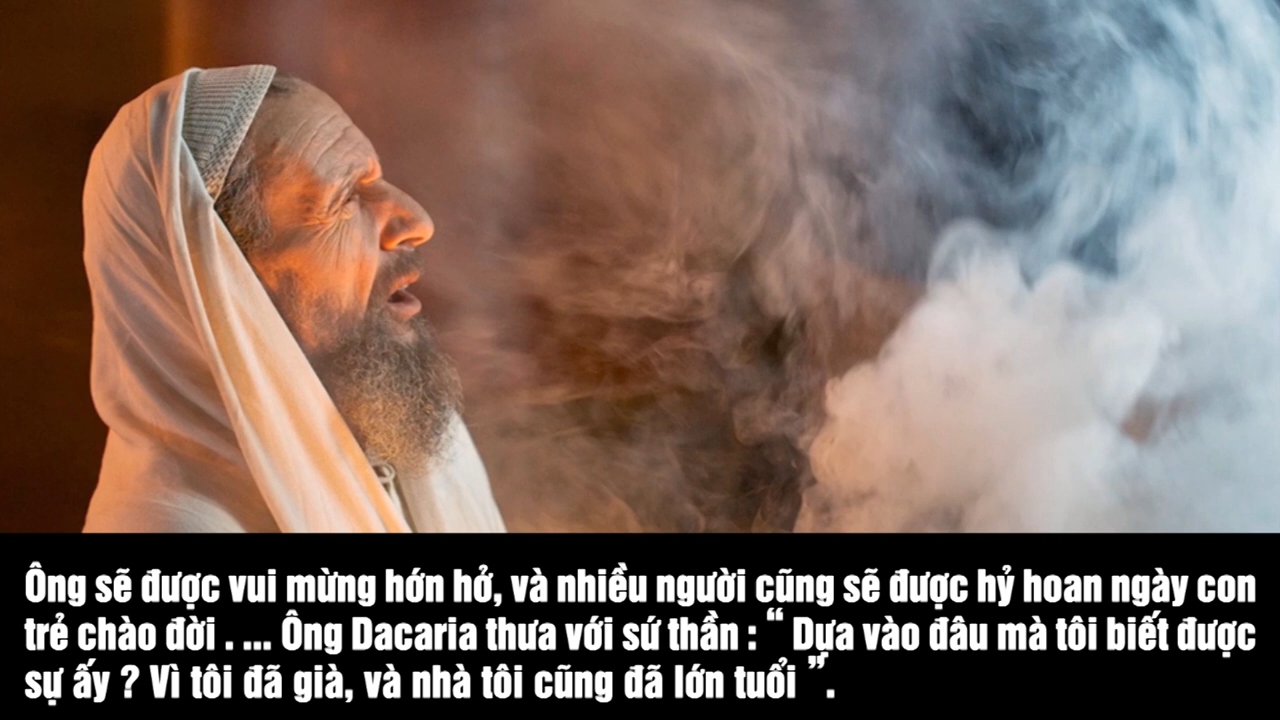 Ông sẽ được vui mừng hớn hở, và nhiều người cũng sẽ được hỷ hoan ngày con
trẻ chào đời . ... Ông Dacaria thưa với sứ thần : “ Dựa vào đâu mà tôi biết được
sự ấy ? Vì tôi đã già, và nhà tôi cũng đã lớn tuổi ”.